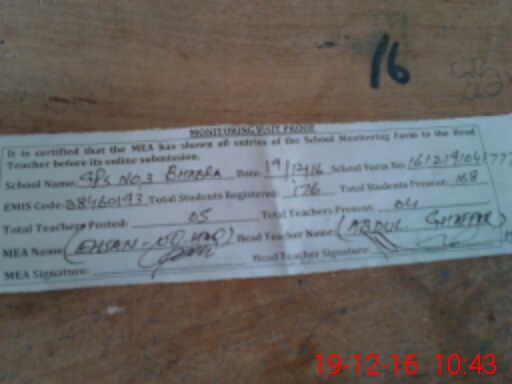 16
MONITORING VISIT PROOF
It is certified that the MEA has shown all entries of the School Monitoring Form to the Head
Teacher before its online submission.
School Name: GPS NO,3 BHABRA Date: 19/12/16 School Form No: 1612191061777
EMIS Code: 38460193 Total Students Registered: 176 Total Students Present: 168
Total Teachers Posted: 05 Total Teachers Present: 04
MEA Name: (EHSAN-UL-HAQ) Head Teacher Name: (ABDUL GHAFFAR)
MEA Signature: Head Teacher Signature:
19-12-16 10:43